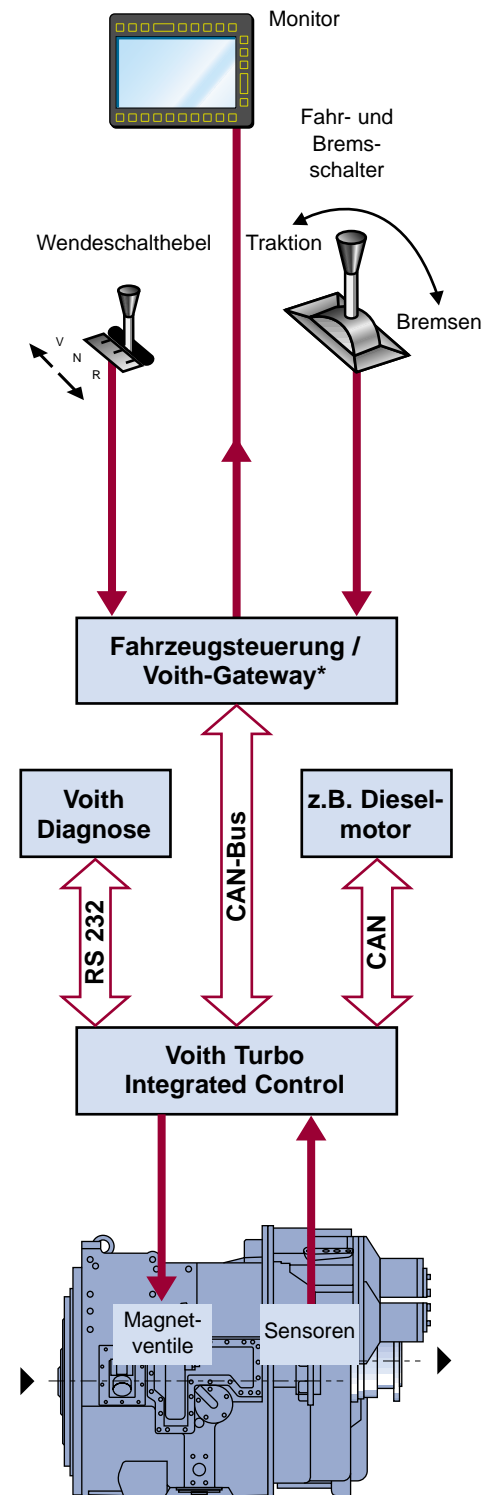 Monitor
Fahr- und
Brems-
schalter
Wendeschalthebel
Traktion
Bremsen
V
N
R
Fahrzeugsteuerung /
Voith-Gateway*
Voith
Diagnose
z.B. Diesel-
motor
RS 232
CAN-Bus
CAN
Voith Turbo
Integrated Control
Magnet-
ventile
Sensoren